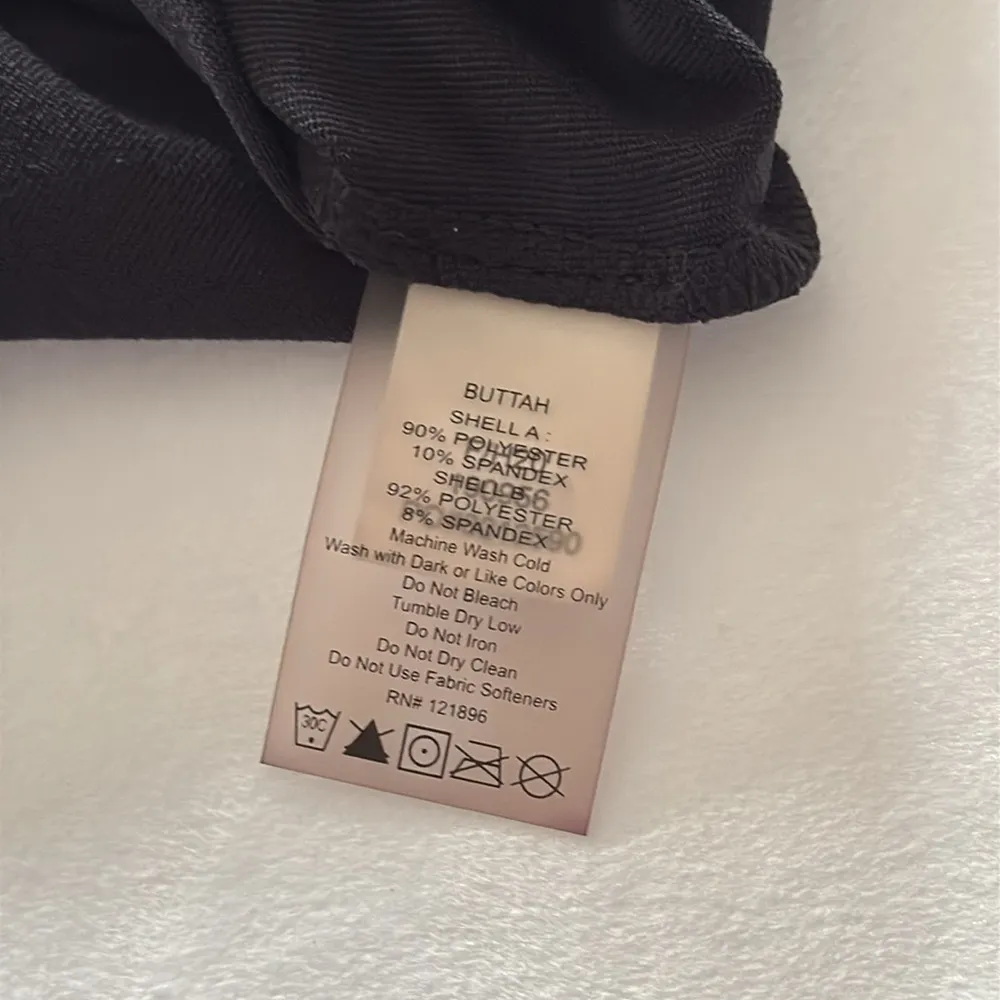 BUTTAH
SHELL A :
90% POLYESTER
10% SPANDEX
SHELL B
92% POLYESTER
8% SPANDEX
Machine Wash Cold
Wash with Dark or Like Colors Only
Do Not Bleach
Tumble Dry Low
Do Not Iron
Do Not Dry Clean
Do Not Use Fabric Softeners
RN# 121896
30C